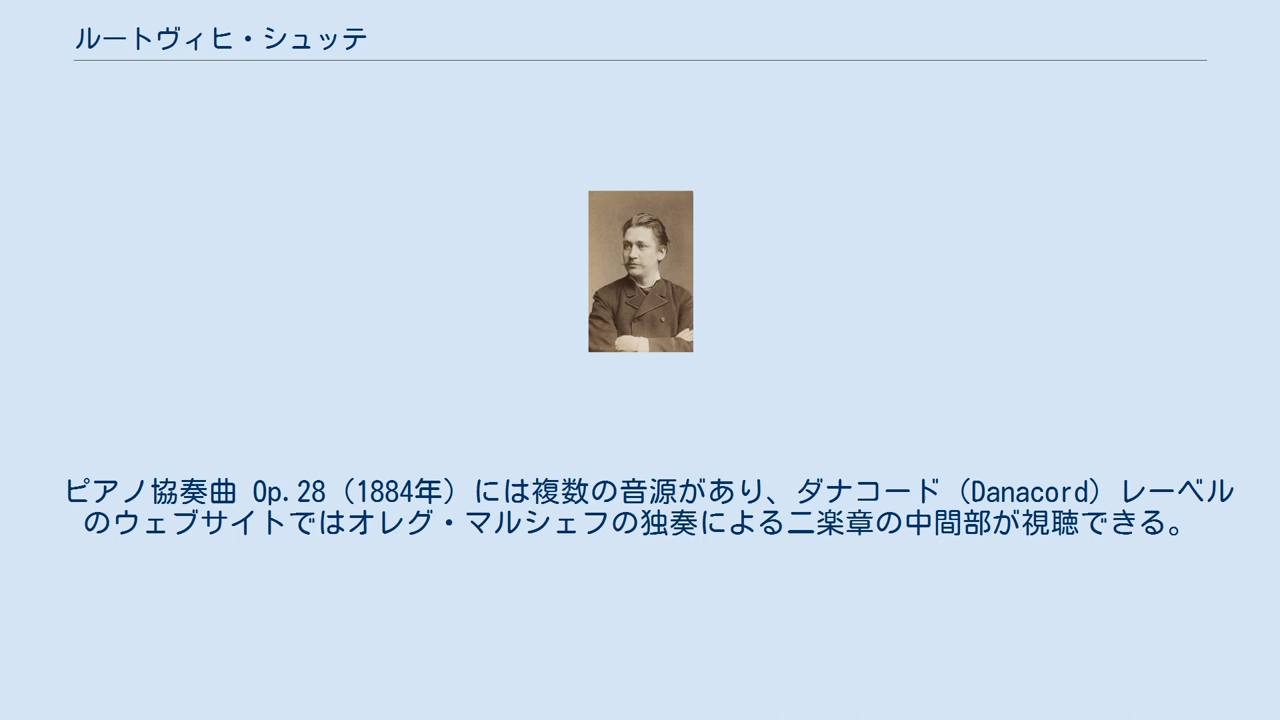 ルートヴィヒ・シュッテ
ピアノ協奏曲 Op.28（1884年）には複数の音源があり、ダナコード（Danacord）レーベル
のウェブサイトではオレグ・マルシェフの独奏による二楽章の中間部が視聴できる。